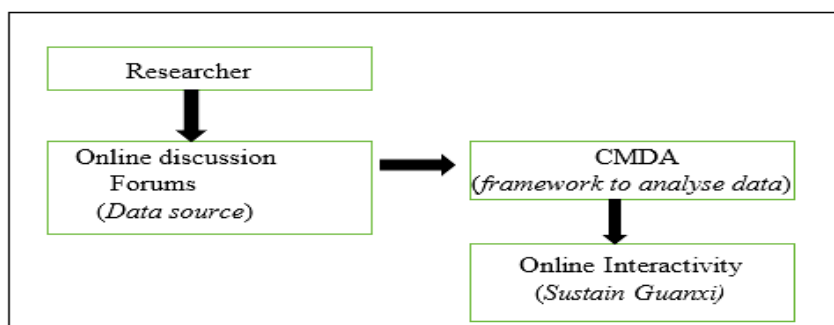 Researcher
Online discussion
Forums
(Data source)
CMDA
(framework to analyse data)
Online Interactivity
(Sustain Guanxi)